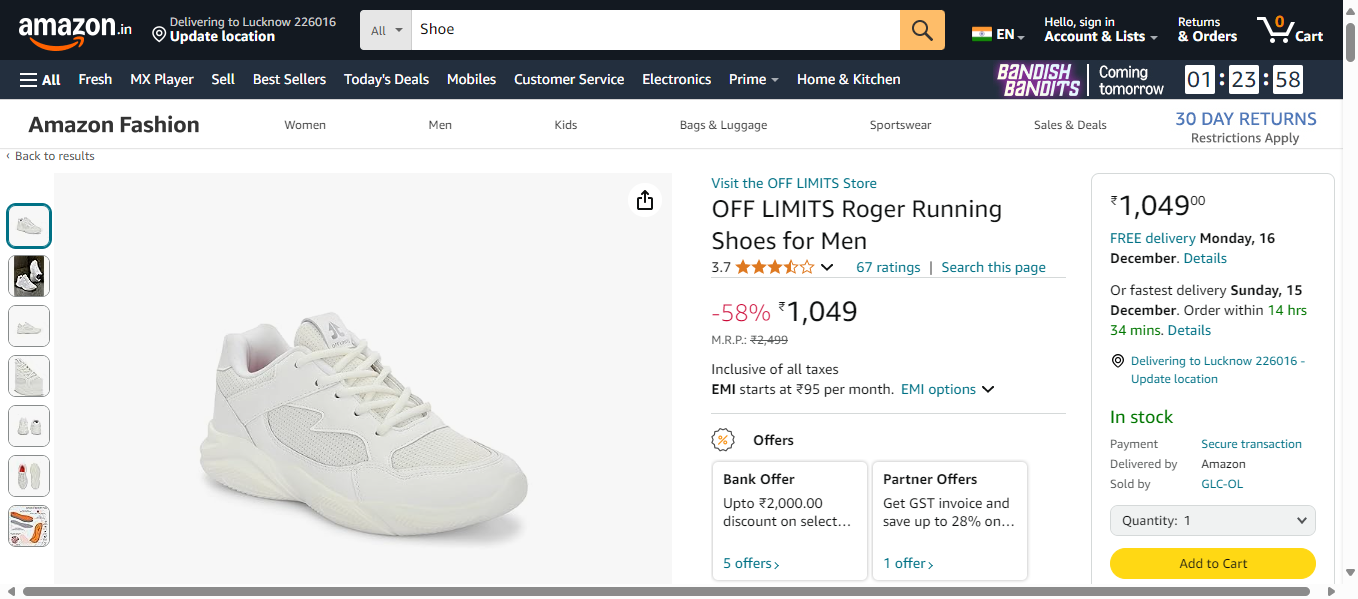 amazon.in
Delivering to Lucknow 226016
Update location
All
Shoe
EN
Hello, sign in
Account & Lists
Returns
& Orders
0
Cart
All
Fresh
MX Player
Sell
Best Sellers
Today's Deals
Mobiles
Customer Service
Electronics
Prime
Home & Kitchen
BANDISH
BANDITS
Coming
tomorrow
01 : 23 : 58
Amazon Fashion
Women
Men
Kids
Bags & Luggage
Sportswear
Sales & Deals
30 DAY RETURNS
Restrictions Apply
‹ Back to results
Visit the OFF LIMITS Store
OFF LIMITS Roger Running
Shoes for Men
3.7
67 ratings | Search this page
-58% ₹1,049
M.R.P.: ₹2,499
Inclusive of all taxes
EMI starts at ₹95 per month. EMI options
% Offers
Bank Offer
Upto ₹2,000.00
discount on select…
5 offers›
Partner Offers
Get GST invoice and
save up to 28% on…
1 offer›
₹1,04900
FREE delivery Monday, 16
December. Details
Or fastest delivery Sunday, 15
December. Order within 14 hrs
34 mins. Details
Delivering to Lucknow 226016 -
Update location
In stock
Payment Secure transaction
Delivered by Amazon
Sold by GLC-OL
Quantity: 1
Add to Cart